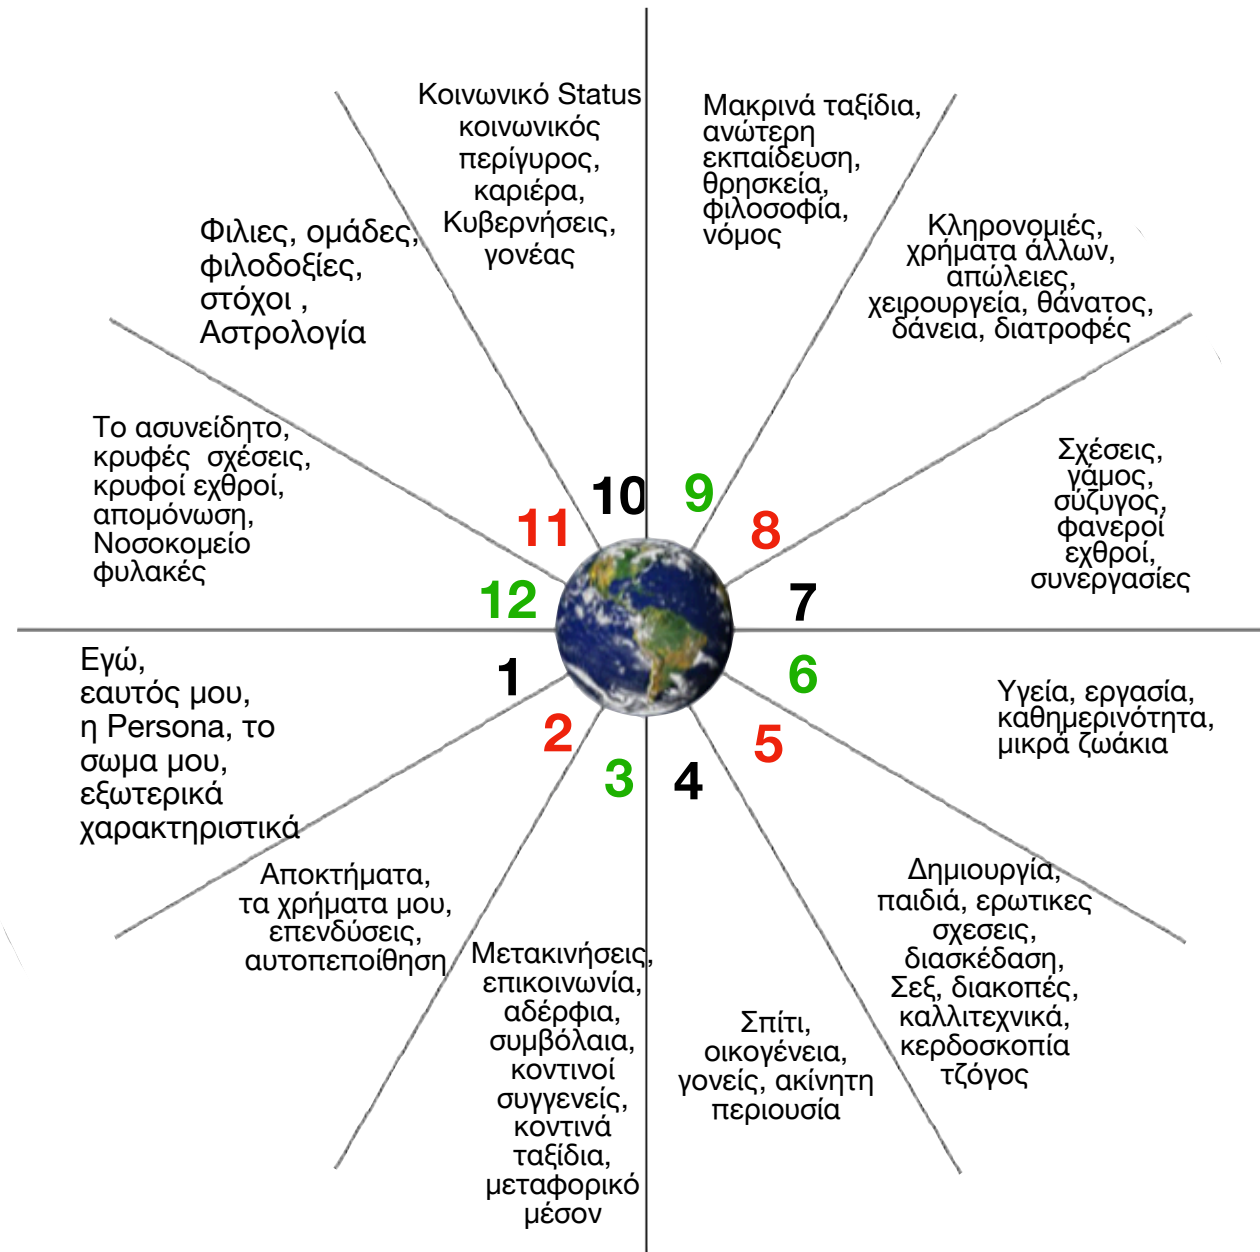 Κοινωνικό Status
κοινωνικός
περίγυρος,
καριέρα,
Κυβερνήσεις,
γονέας
Μακρινά ταξίδια,
ανώτερη
εκπαίδευση,
θρησκεία,
φιλοσοφία,
νόμος
Φιλιες, ομάδες,
φιλοδοξίες,
στόχοι ,
Αστρολογία
Κληρονομιές,
χρήματα άλλων,
απώλειες,
χειρουργεία, θάνατος,
δάνεια, διατροφές
Το ασυνείδητο,
κρυφές  σχέσεις,
κρυφοί εχθροί,
απομόνωση,
Νοσοκομείο
φυλακές
Σχέσεις,
γάμος,
σύζυγος,
φανεροί
εχθροί,
συνεργασίες
10
9
11
8
12
7
1
6
2
5
3
4
Εγώ,
εαυτός μου,
η Persona, το
σωμα μου,
εξωτερικά
χαρακτηριστικά
Υγεία, εργασία,
καθημερινότητα,
μικρά ζωάκια
Αποκτήματα,
τα χρήματα μου,
επενδύσεις,
αυτοπεποίθηση
Μετακινήσεις,
επικοινωνία,
αδέρφια,
συμβόλαια,
κοντινοί
συγγενείς,
κοντινά
ταξίδια,
μεταφορικό
μέσον
Σπίτι,
οικογένεια,
γονείς, ακίνητη
περιουσία
Δημιουργία,
παιδιά, ερωτικες
σχεσεις,
διασκέδαση,
Σεξ, διακοπές,
καλλιτεχνικά,
κερδοσκοπία
τζόγος